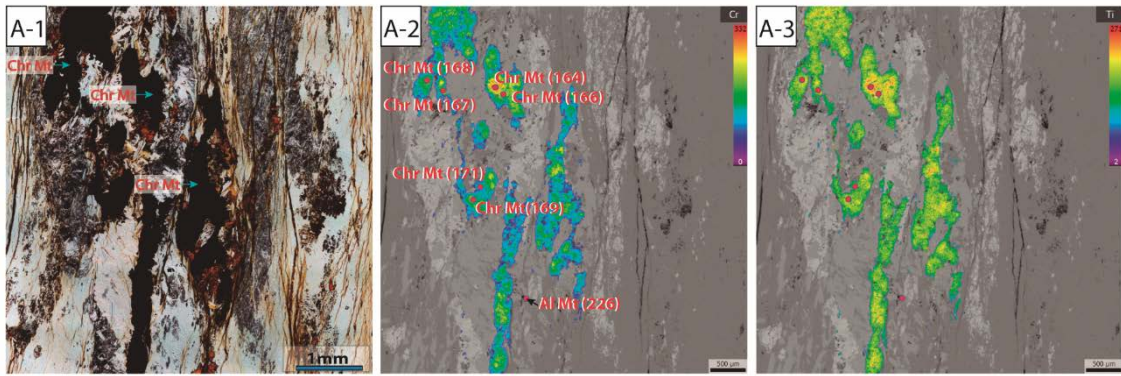 A-1
Chr Mt
Chr Mt
Chr Mt
1mm
A-2
Cr
332
0
Chr Mt (168)
Chr Mt (164)
Chr Mt (167)
Chr Mt (166)
Chr Mt (171)
Chr Mt(169)
Al Mt (226)
500 µm
A-3
Ti
2
500 µm